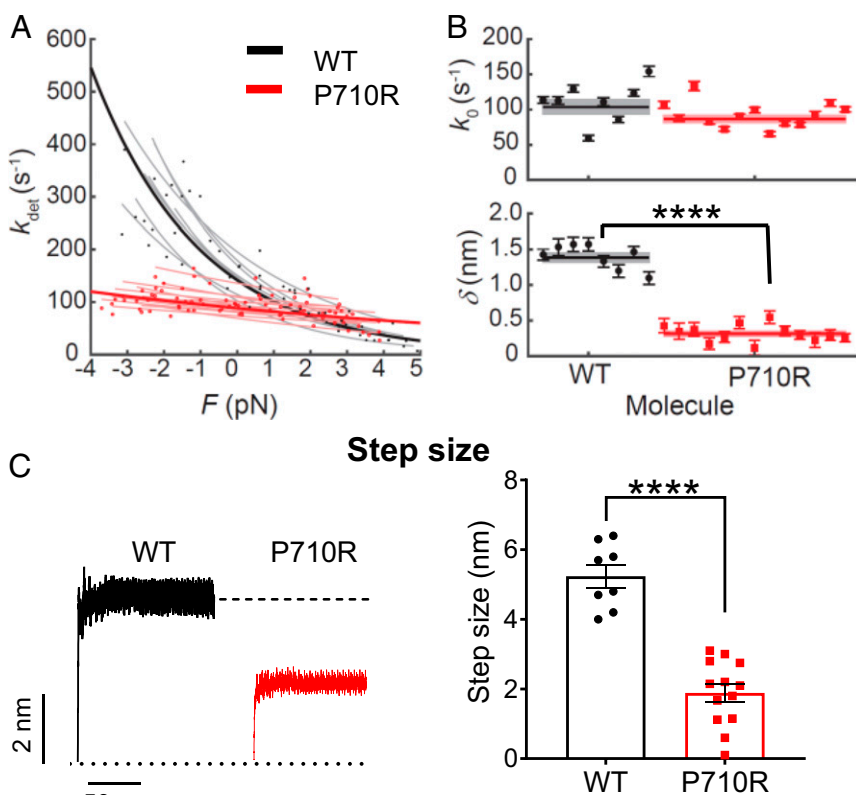 A
600
500
400
300
200
100
0
k_det (s⁻¹)
-4 -3 -2 -1 0 1 2 3 4 5
F (pN)
WT
P710R
B
200
150
100
50
0
k₀ (s⁻¹)
2.0
1.5
1.0
0.5
0
δ (nm)
****
WT P710R
Molecule
Step size
C
WT P710R
2 nm
8
6
4
2
0
Step size (nm)
****
WT P710R